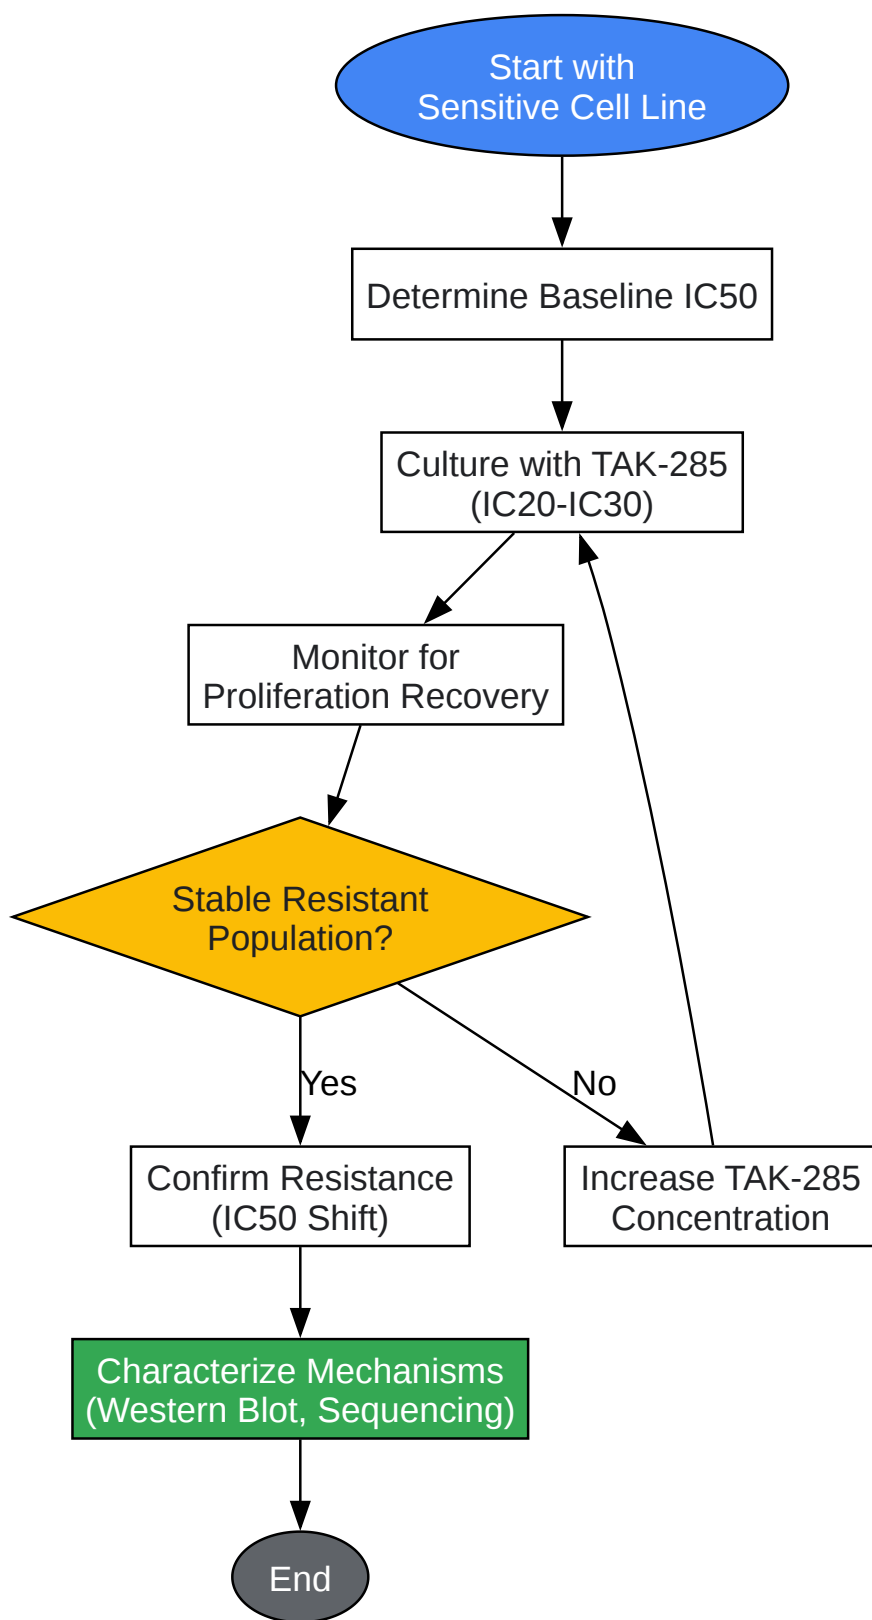 Start with
Sensitive Cell Line
Determine Baseline IC50
Culture with TAK-285
(IC20-IC30)
Monitor for
Proliferation Recovery
Stable Resistant
Population?
Yes
No
Confirm Resistance
(IC50 Shift)
Increase TAK-285
Concentration
Characterize Mechanisms
(Western Blot, Sequencing)
End